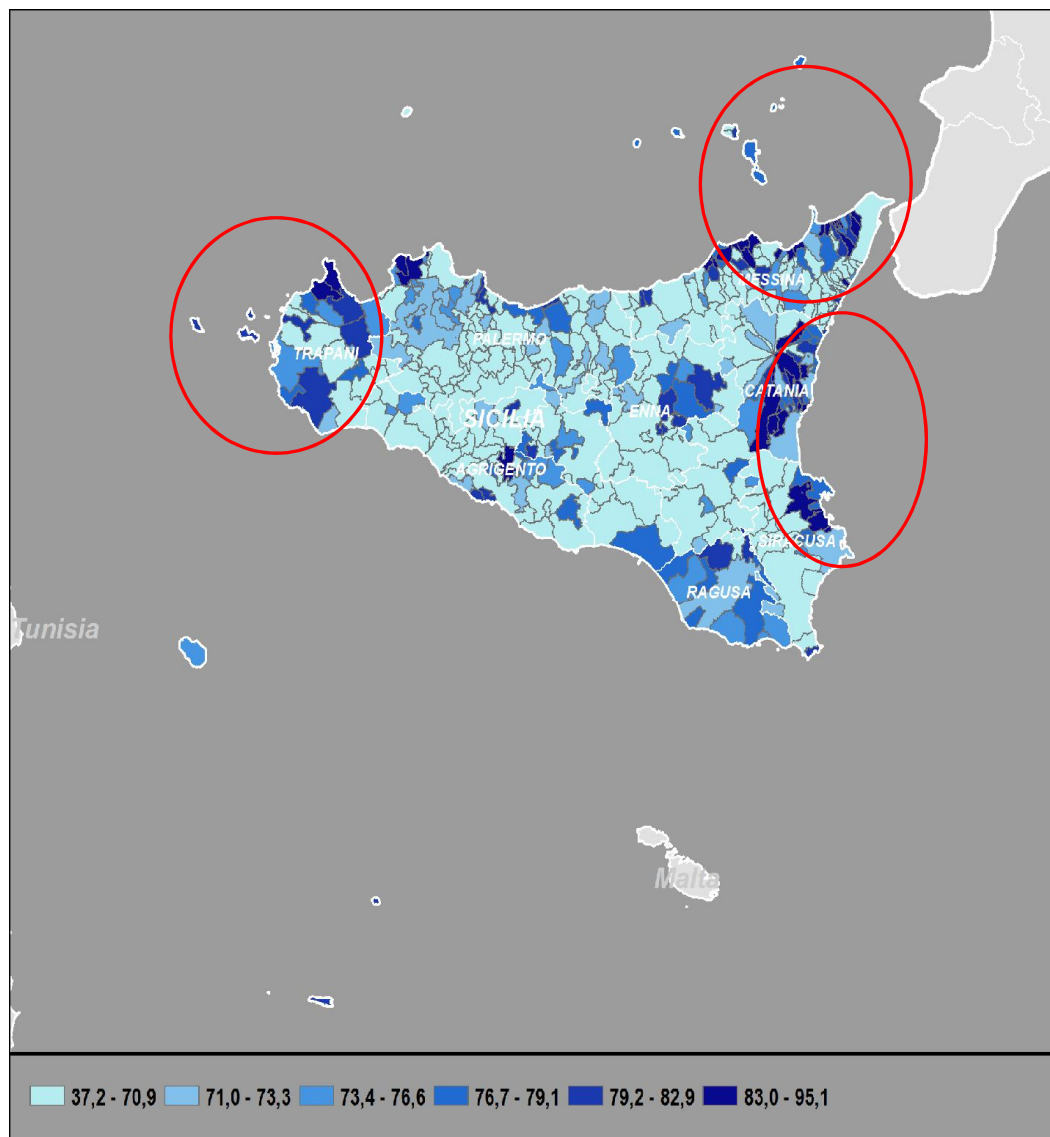 MESSINA
PALERMO
TRAPANI
CATANIA
ENNA
SICILIA
AGRIGENTO
SIRACUSA
RAGUSA
Tunisia
Malta
37,2 - 70,9 71,0 - 73,3 73,4 - 76,6 76,7 - 79,1 79,2 - 82,9 83,0 - 95,1